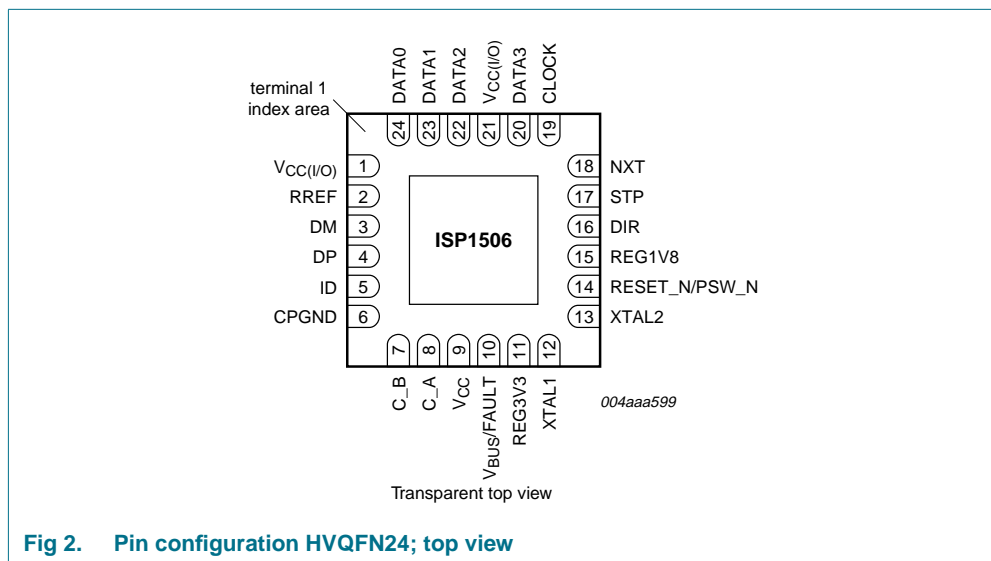 DATA0
DATA1
DATA2
VCC(I/O)
DATA3
CLOCK
terminal 1
index area
24
23
22
21
20
19
VCC(I/O) 1
RREF 2
DM 3
DP 4
ID 5
CPGND 6
ISP1506
18 NXT
17 STP
16 DIR
15 REG1V8
14 RESET_N/PSW_N
13 XTAL2
7
8
9
10
11
12
C_B
C_A
VCC
VBUS/FAULT
REG3V3
XTAL1
004aaa599
Transparent top view
Fig 2. Pin configuration HVQFN24; top view